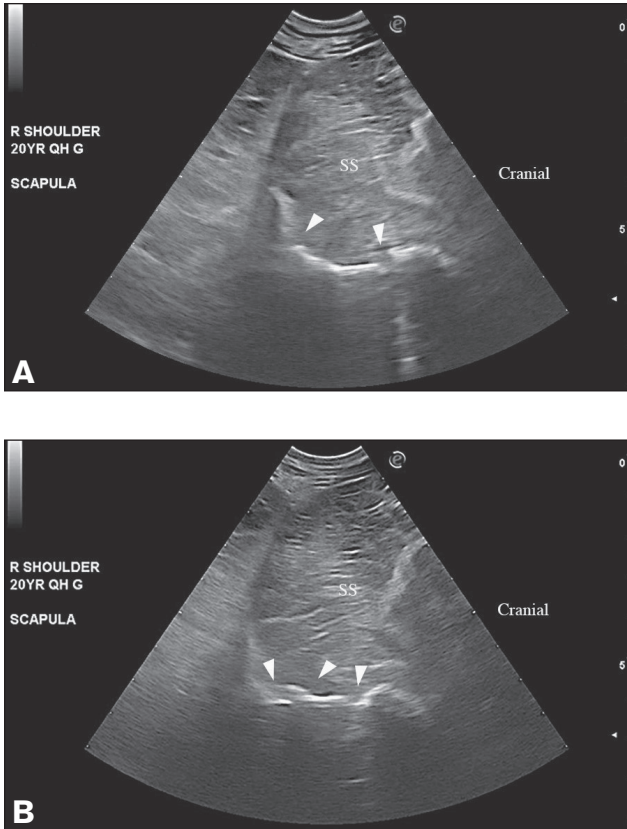 0
R SHOULDER
20YR QH G
SCAPULA
SS
Cranial
5
A
0
R SHOULDER
20YR QH G
SS
Cranial
SCAPULA
5
B